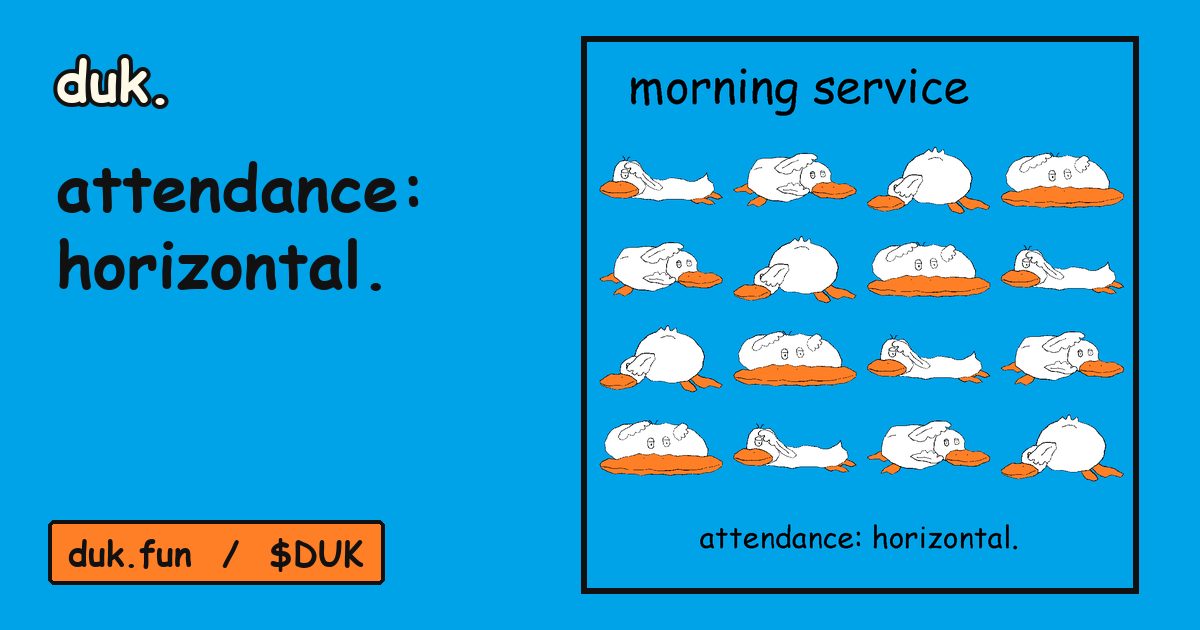 duk.
attendance:
horizontal.
duk.fun / $DUK
morning service
attendance: horizontal.